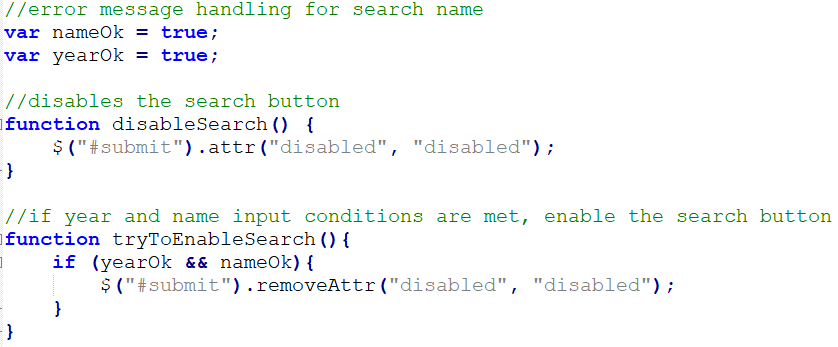 //error message handling for search name
var nameOk = true;
var yearOk = true;
//disables the search button
function disableSearch() {
    $("#submit").attr("disabled", "disabled");
}
//if year and name input conditions are met, enable the search button
function tryToEnableSearch(){
    if (yearOk && nameOk){
        $("#submit").removeAttr("disabled", "disabled");
    }
}